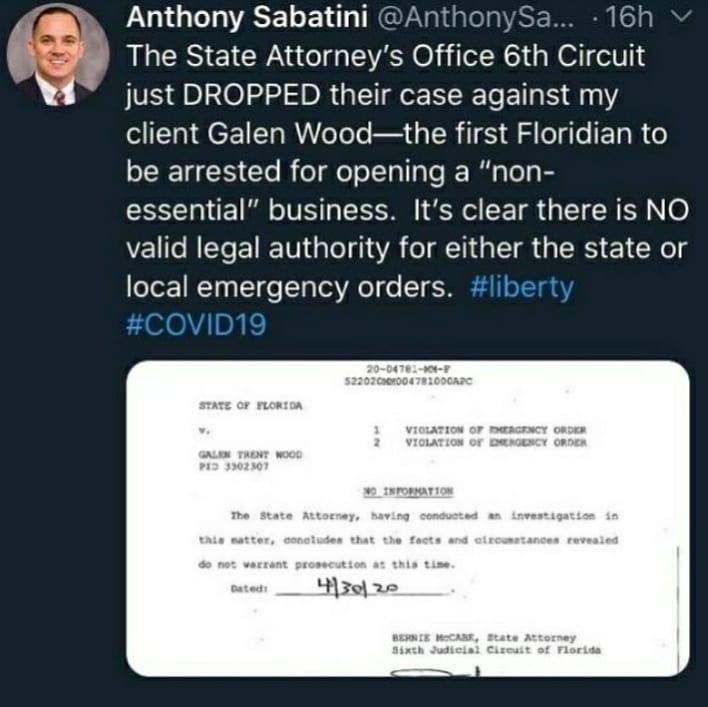 Anthony Sabatini @AnthonySa... · 16h
The State Attorney's Office 6th Circuit
just DROPPED their case against my
client Galen Wood—the first Floridian to
be arrested for opening a "non-
essential" business. It's clear there is NO
valid legal authority for either the state or
local emergency orders. #liberty
#COVID19
STATE OF FLORIDA
v.
1 VIOLATION OF EMERGENCY ORDER
2 VIOLATION OF EMERGENCY ORDER
GALEN TRENT WOOD
PID 3302307
NO INFORMATION
The State Attorney, having conducted an investigation in
this matter, concludes that the facts and circumstances revealed
do not warrant prosecution at this time.
Dated: 4/30/20
BERNIE McCABE, State Attorney
Sixth Judicial Circuit of Florida